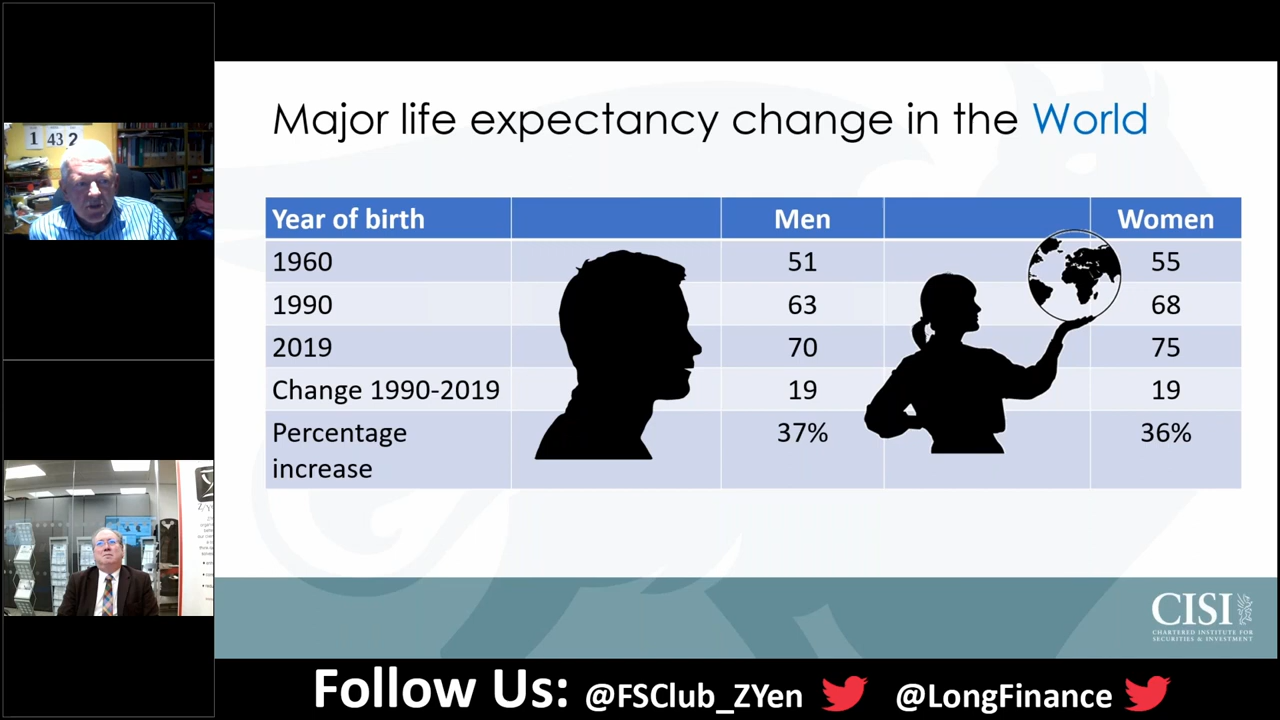 Major life expectancy change in the World
Year of birth Men Women
1960 51 55
1990 63 68
2019 70 75
Change 1990-2019 19 19
Percentage increase 37% 36%
1 43 2
CISI
CHARTERED INSTITUTE FOR
SECURITIES & INVESTMENT
Follow Us: @FSClub_ZYen @LongFinance